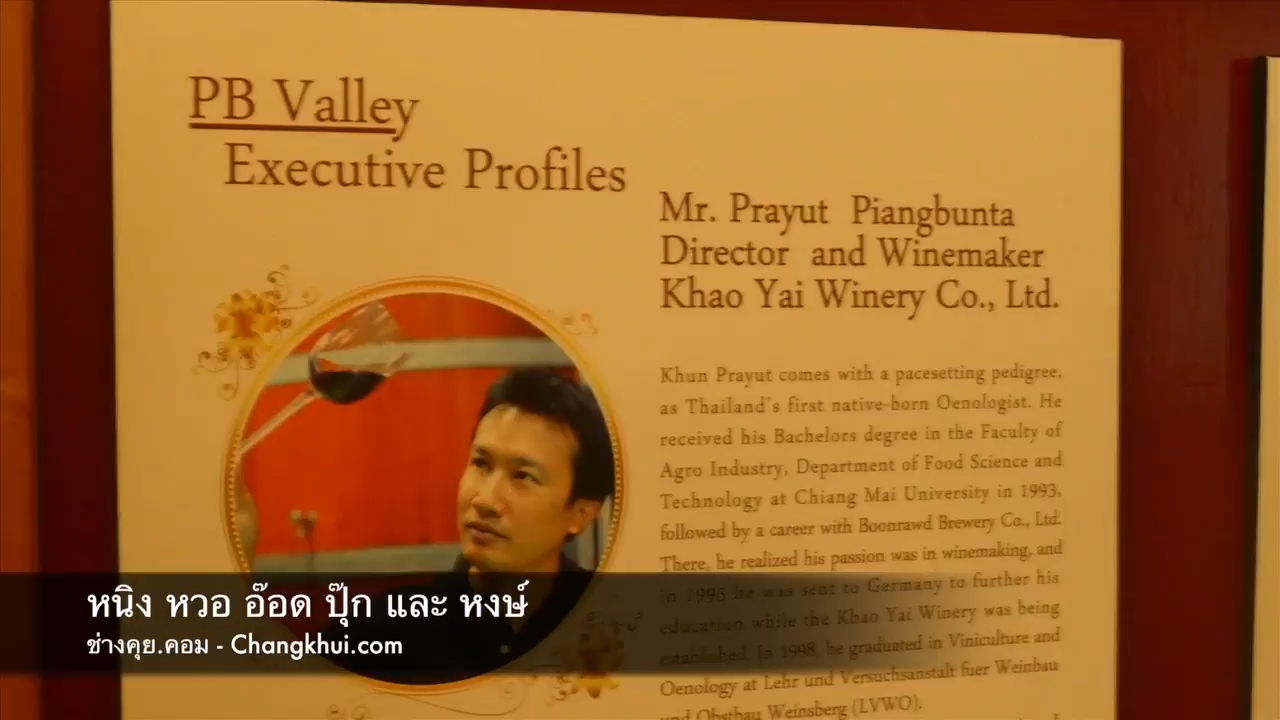 PB Valley
Executive Profiles
Mr. Prayut Piangbunta
Director and Winemaker
Khao Yai Winery Co., Ltd.
Khun Prayut comes with a pacesetting pedigree,
as Thailand's first native-born Oenologist. He
received his Bachelors degree in the Faculty of
Agro Industry, Department of Food Science and
Technology at Chiang Mai University in 1993,
followed by a career with Boonrawd Brewery Co., Ltd.
There, he realized his passion was in winemaking, and
in 1995 he was sent to Germany to further his
education while the Khao Yai Winery was being
established. In 1998, he graduated in Viniculture and
Oenology at Lehr und Versuchsanstalt fuer Weinbau
und Obstbau Weinsberg (LVWO).
หนิง หวอ อ๊อด ปุ๊ก และ หงษ์
ช่างคุย.คอม - Changkhui.com